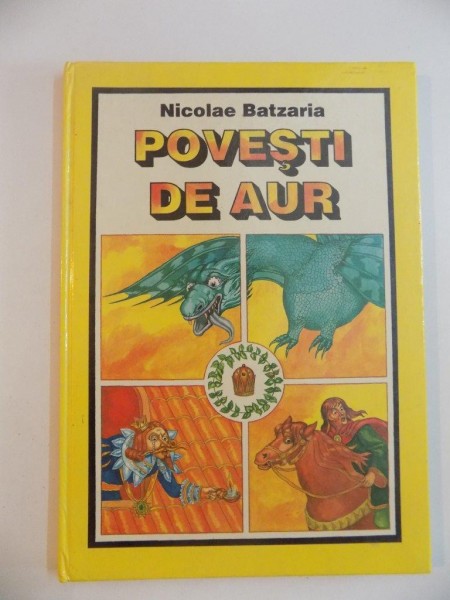 Nicolae Batzaria
POVEȘTI
DE AUR